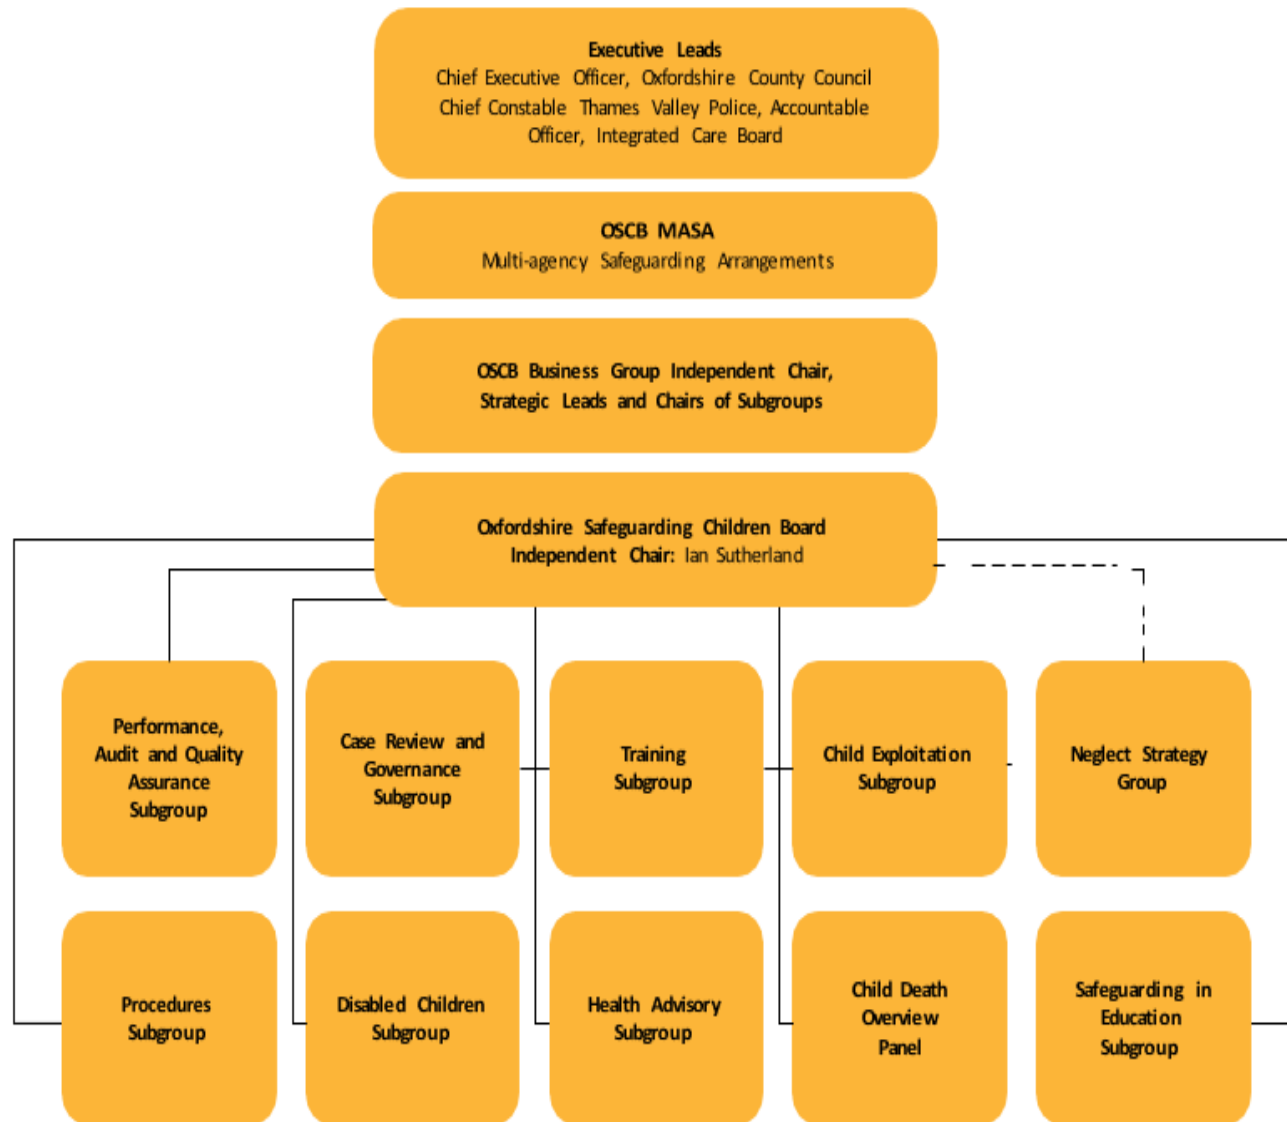 Executive Leads
Chief Executive Officer, Oxfordshire County Council
Chief Constable Thames Valley Police, Accountable
Officer, Integrated Care Board
OSCB MASA
Multi-agency Safeguarding Arrangements
OSCB Business Group Independent Chair,
Strategic Leads and Chairs of Subgroups
Oxfordshire Safeguarding Children Board
Independent Chair: Ian Sutherland
Performance,
Audit and Quality
Assurance
Subgroup
Case Review and
Governance
Subgroup
Training
Subgroup
Child Exploitation
Subgroup
Neglect Strategy
Group
Procedures
Subgroup
Disabled Children
Subgroup
Health Advisory
Subgroup
Child Death
Overview
Panel
Safeguarding in
Education
Subgroup